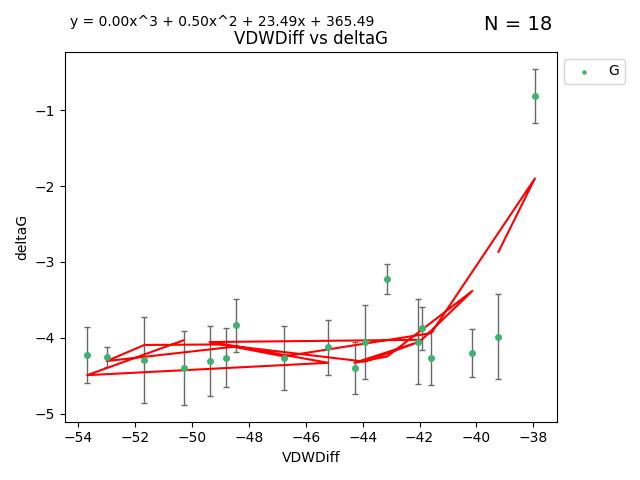 y = 0.00x^3 + 0.50x^2 + 23.49x + 365.49
N = 18
VDWDiff vs deltaG
G
−1
−2
−3
−4
−5
deltaG
−54 −52 −50 −48 −46 −44 −42 −40 −38
VDWDiff